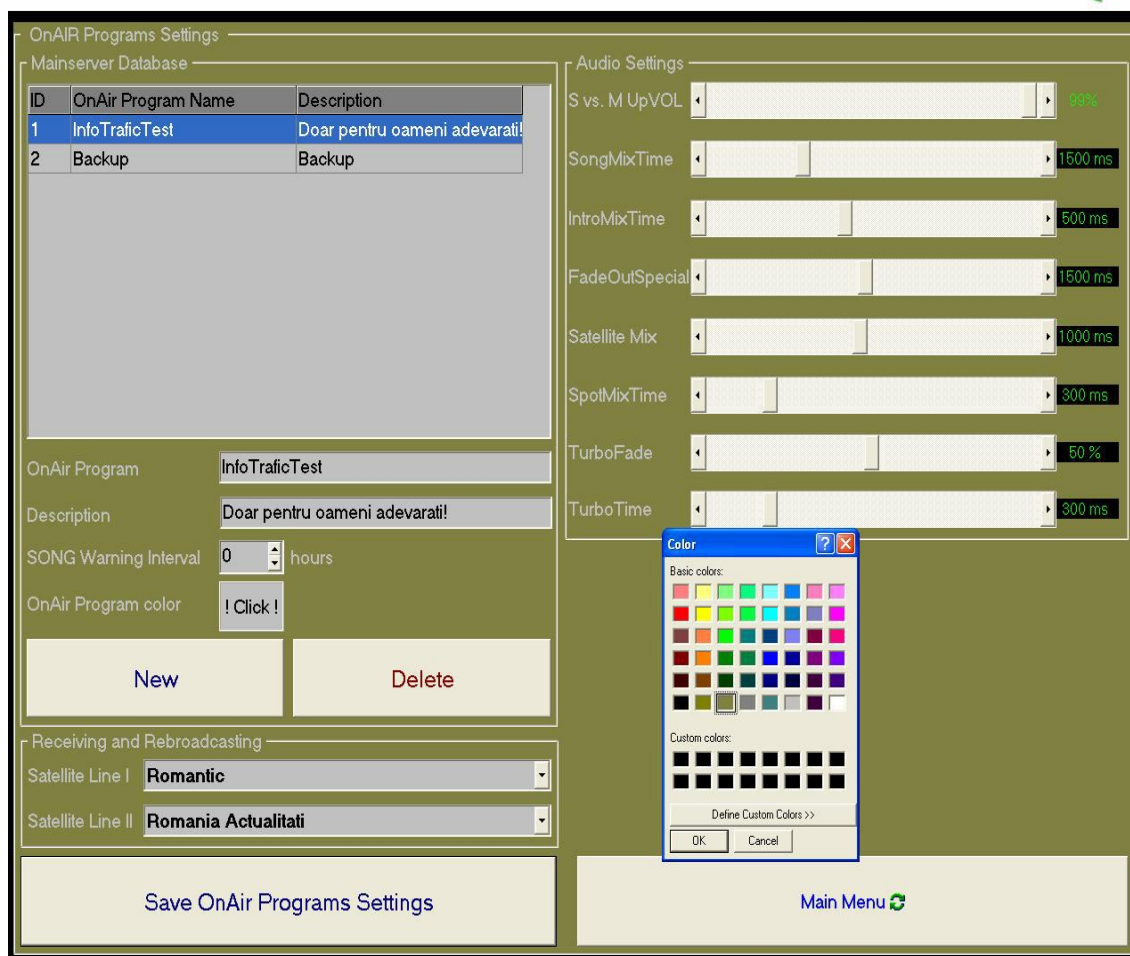 OnAIR Programs Settings
Mainserver Database
ID OnAir Program Name Description
1 InfoTraficTest Doar pentru oameni adevarati!
2 Backup Backup
OnAir Program InfoTraficTest
Description Doar pentru oameni adevarati!
SONG Warning Interval 0 hours
OnAir Program color ! Click !
New Delete
Receiving and Rebroadcasting
Satellite Line I Romantic
Satellite Line II Romania Actualitati
Save OnAir Programs Settings
Audio Settings
S vs. M UpVOL 99%
SongMixTime 1500 ms
IntroMixTime 500 ms
FadeOutSpecial 1500 ms
Satellite Mix 1000 ms
SpotMixTime 300 ms
TurboFade 50 %
TurboTime 300 ms
Color
Basic colors:
Custom colors:
Define Custom Colors >>
OK Cancel
Main Menu